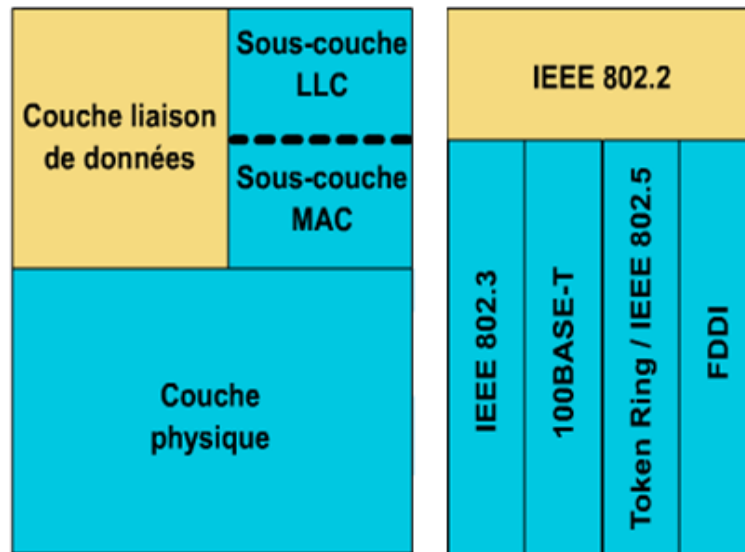 Couche liaison
de données
Sous-couche
LLC
Sous-couche
MAC
Couche
physique
IEEE 802.2
IEEE 802.3
100BASE-T
Token Ring / IEEE 802.5
FDDI